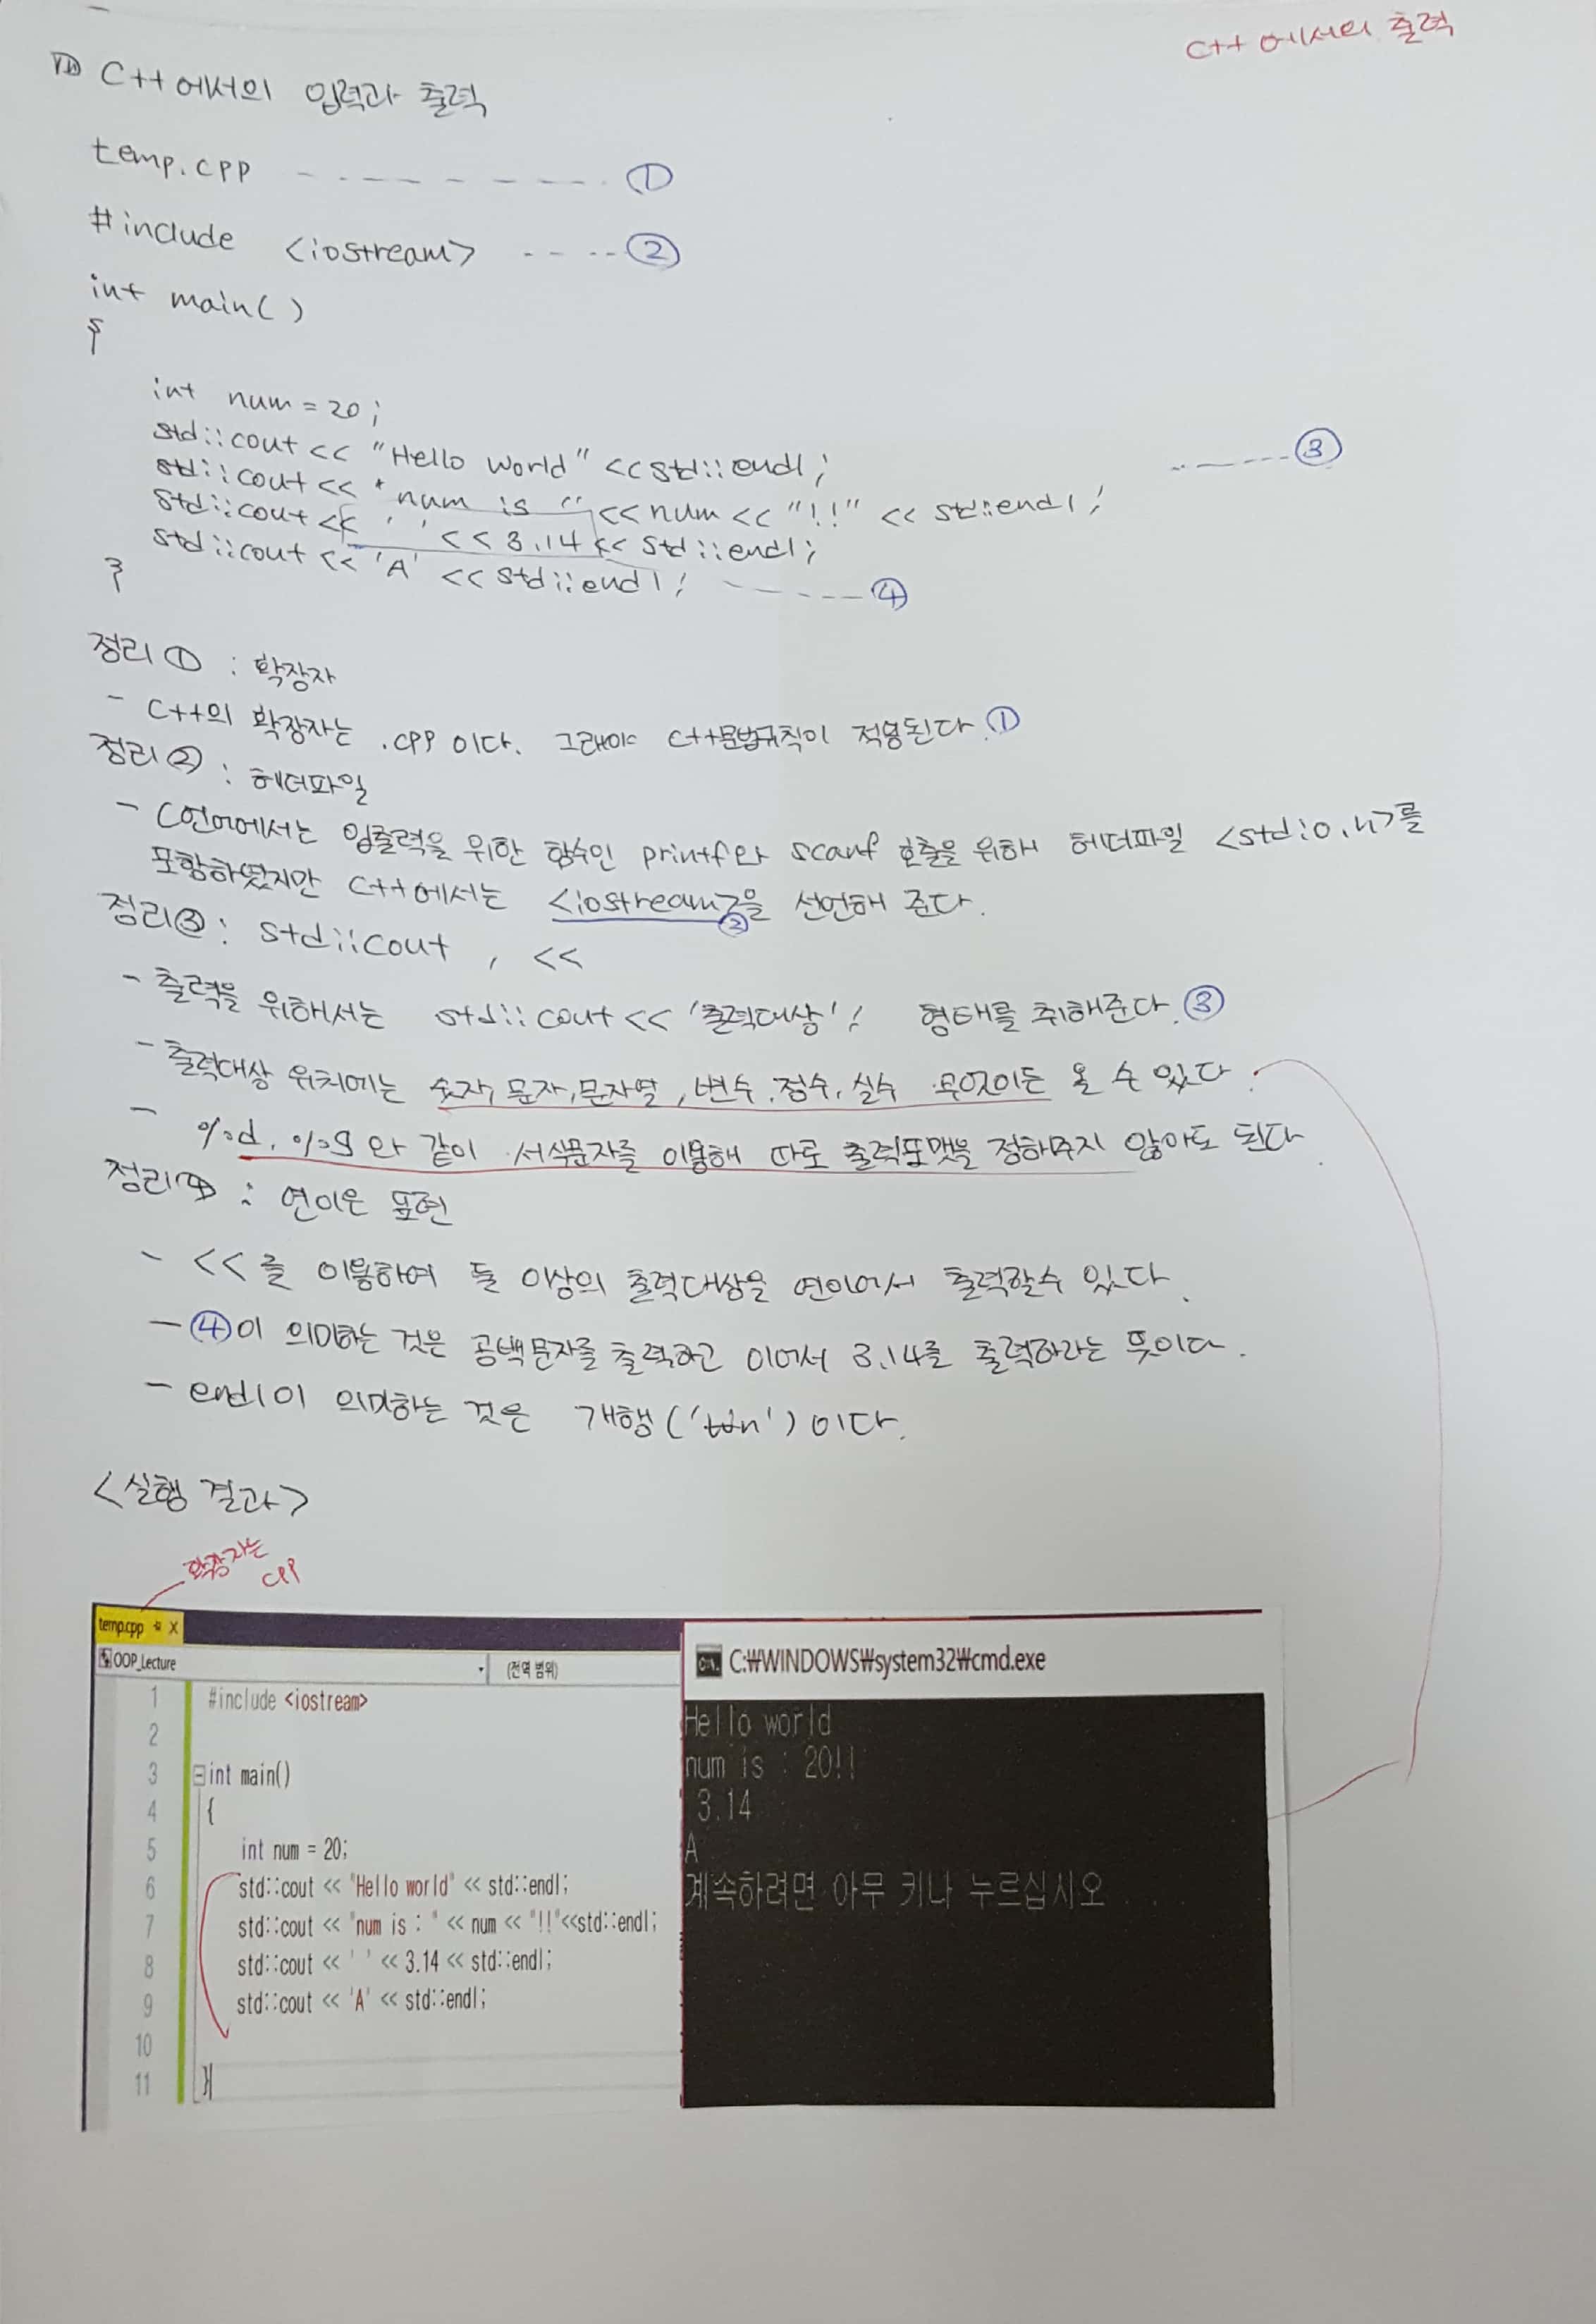 C++ 에서의 출력
C++에서의 입력과 출력
temp.cpp ①
#include <iostream> ②
int main()
{
int num = 20;
std::cout << "Hello World" << std::endl; ③
std::cout << "num is " << num << "!!" << std::endl;
std::cout << ' ' << 3.14 << std::endl;
std::cout << 'A' << std::endl; ④
}
정리① : 확장자
- C++의 확장자는 .cpp 이다. 그래야 C++문법규칙이 적용된다. ①
정리② : 헤더파일
- C언어에서는 입출력을 위한 함수인 printf와 scanf 호출을 위해 헤더파일 <stdio.h>를
포함하였지만 C++에서는 <iostream>을 선언해 준다. ②
정리③ : std::cout , <<
- 출력을 위해서는 std::cout << '출력대상'; 형태를 취해준다. ③
- 출력대상 위치에는 숫자, 문자, 문자열, 변수, 정수, 실수 무엇이든 올 수 있다.
- %d, %s 와 같이 서식문자를 이용해 따로 출력포맷을 정해주지 않아도 된다.
정리④ : 연이은 표현
- << 를 이용하여 둘 이상의 출력대상을 연이어서 출력할수 있다.
- ④이 의미하는 것은 공백문자를 출력하고 이어서 3.14를 출력하라는 뜻이다.
- endl이 의미하는 것은 개행('\n')이다.
<실행 결과>
확장자는
cpp
temp.cpp X
OOP_Lecture (전역 범위)
1 #include <iostream>
2
3 int main()
4 {
5 int num = 20;
6 std::cout << "Hello world" << std::endl;
7 std::cout << "num is : " << num << "!!"<<std::endl;
8 std::cout << ' ' << 3.14 << std::endl;
9 std::cout << 'A' << std::endl;
10
11 }
C:₩WINDOWS₩system32₩cmd.exe
Hello world
num is : 20!!
3.14
A
계속하려면 아무 키나 누르십시오